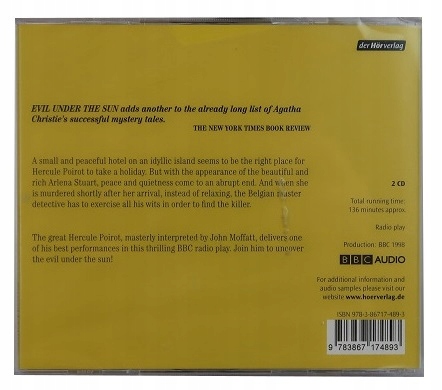 der Hörverlag
EVIL UNDER THE SUN adds another to the already long list of Agatha
Christie's successful mystery tales.
THE NEW YORK TIMES BOOK REVIEW
A small and peaceful hotel on an idyllic island seems to be the right place for
Hercule Poirot to take a holiday. But with the appearance of the beautiful and
rich Arlena Stuart, peace and quietness come to an abrupt end. And when she
is murdered shortly after her arrival, instead of relaxing, the Belgian master
detective has to exercise all his wits in order to find the killer.
The great Hercule Poirot, masterly interpreted by John Moffatt, delivers one
of his best performances in this thrilling BBC radio play. Join him to uncover
the evil under the sun!
2 CD
Total running time:
136 minutes approx.
Radio play
Production: BBC 1998
BBC AUDIO
For additional information and
audio samples please visit our
website www.hoerverlag.de
ISBN 978-3-86717-489-3
9 783867 174893